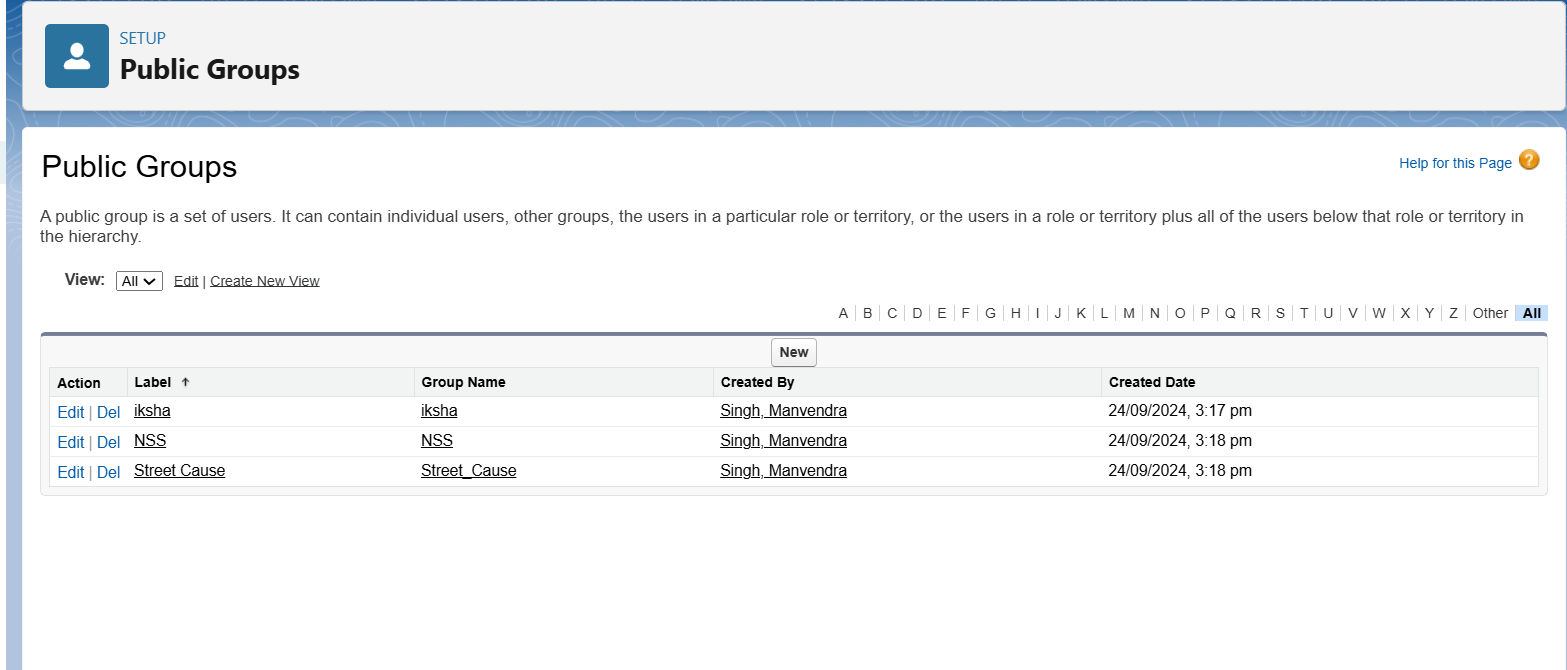 SETUP
Public Groups
Public Groups
Help for this Page ?
A public group is a set of users. It can contain individual users, other groups, the users in a particular role or territory, or the users in a role or territory plus all of the users below that role or territory in
the hierarchy.
View: All Edit | Create New View
A | B | C | D | E | F | G | H | I | J | K | L | M | N | O | P | Q | R | S | T | U | V | W | X | Y | Z | Other | All
New
Action Label ↑ Group Name Created By Created Date
Edit | Del iksha iksha Singh, Manvendra 24/09/2024, 3:17 pm
Edit | Del NSS NSS Singh, Manvendra 24/09/2024, 3:18 pm
Edit | Del Street Cause Street_Cause Singh, Manvendra 24/09/2024, 3:18 pm